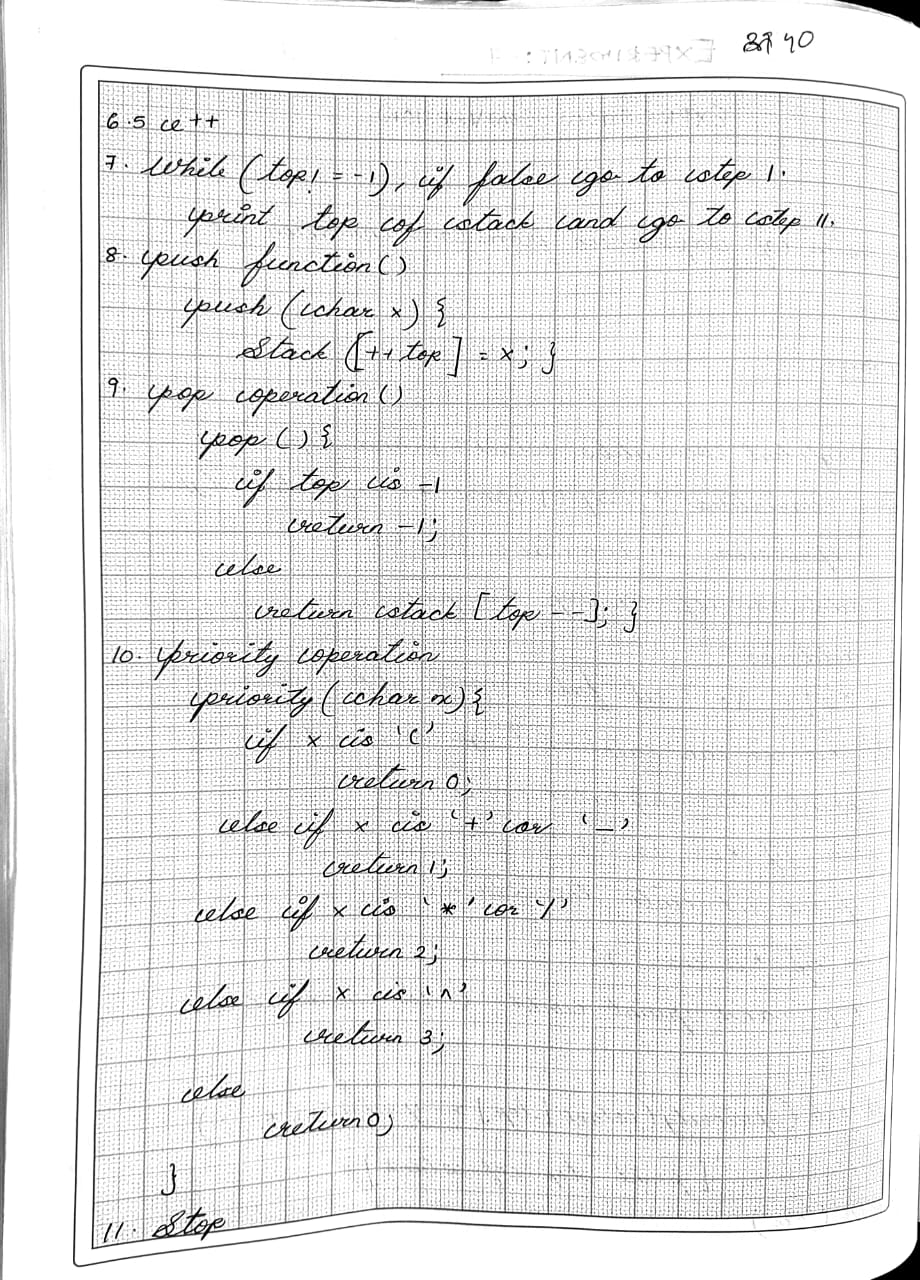 40
6.5 e++
7. While (top! = -1), if false go to step 1.
print top of stack and go to step 11.
8. push function()
push (char x) {
Stack [++ top] = x; }
9. pop operation()
pop () {
if top is -1
return -1;
else
return stack [top --]; }
10. priority operation
priority (char x) {
if x is '('
return 0;
else if x is '+' or '-'
return 1;
else if x is '*' or '/'
return 2;
else if x is '^'
return 3;
else
return 0;
}
11. Stop